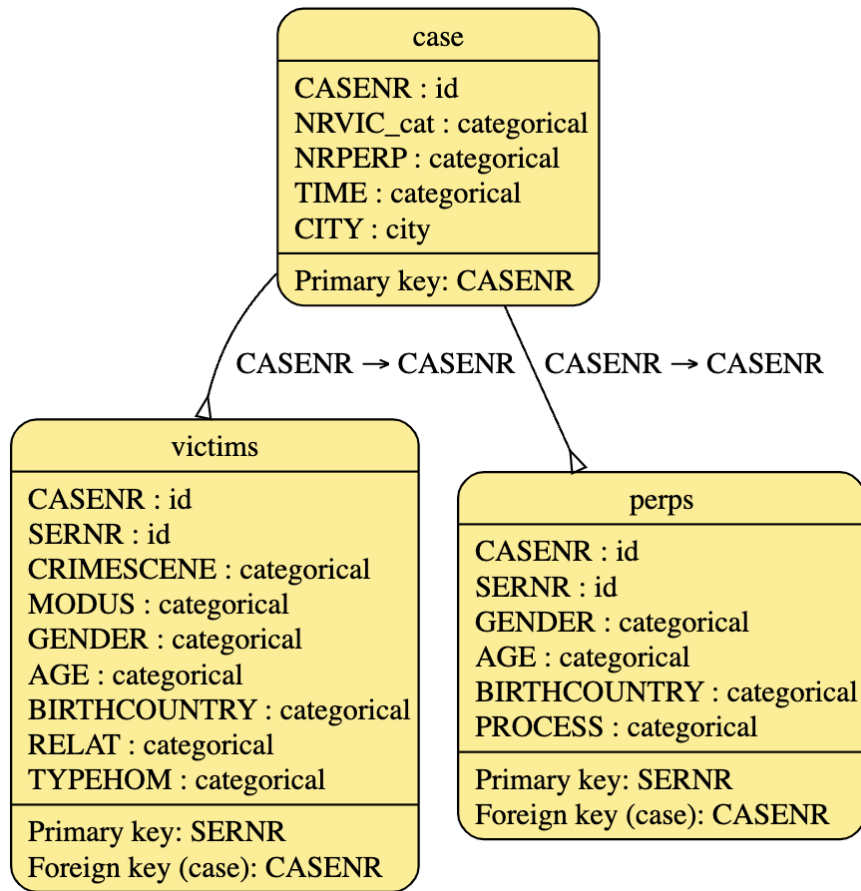 case
CASENR : id
NRVIC_cat : categorical
NRPERP : categorical
TIME : categorical
CITY : city
Primary key: CASENR
CASENR → CASENR
CASENR → CASENR
victims
CASENR : id
SERNR : id
CRIMESCENE : categorical
MODUS : categorical
GENDER : categorical
AGE : categorical
BIRTHCOUNTRY : categorical
RELAT : categorical
TYPEHOM : categorical
Primary key: SERNR
Foreign key (case): CASENR
perps
CASENR : id
SERNR : id
GENDER : categorical
AGE : categorical
BIRTHCOUNTRY : categorical
PROCESS : categorical
Primary key: SERNR
Foreign key (case): CASENR